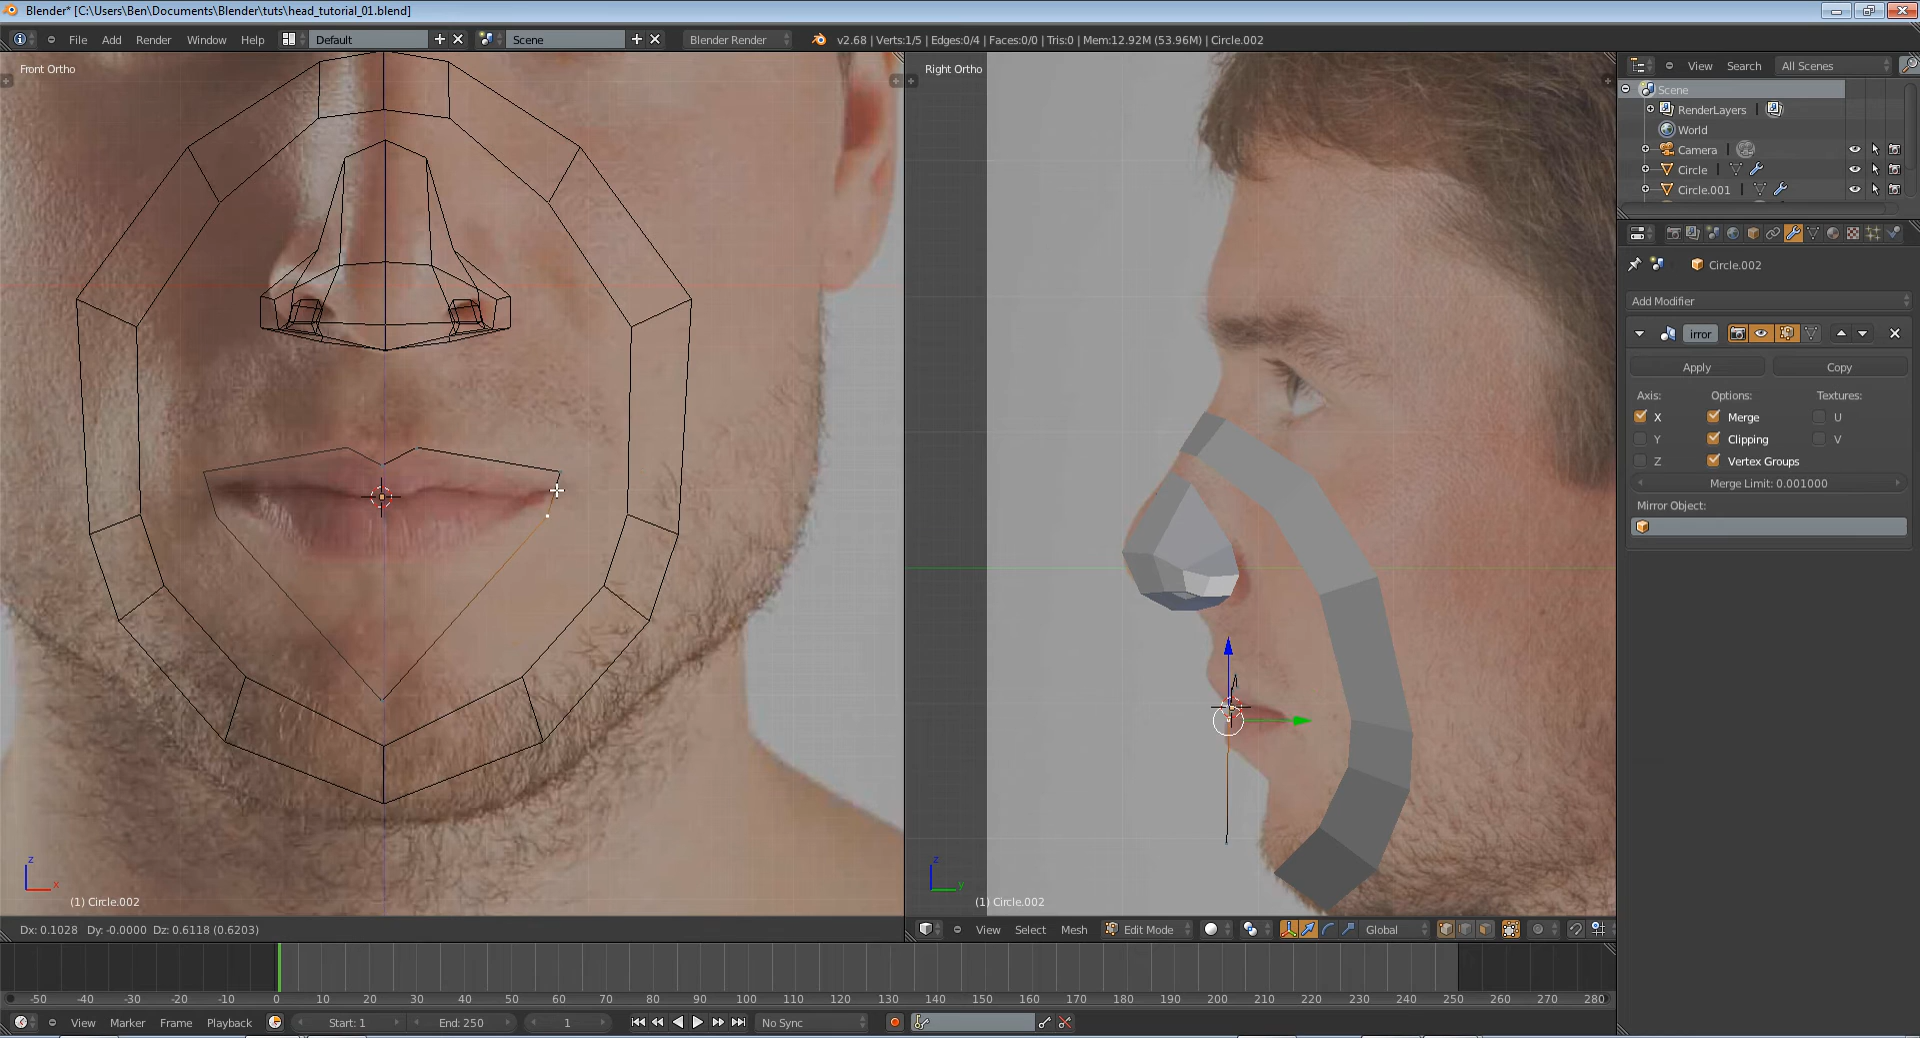 Blender* [C:\Users\Ben\Documents\Blender\tuts\head_tutorial_01.blend]
File Add Render Window Help Default Scene Blender Render v2.68 | Verts:1/5 | Edges:0/4 | Faces:0/0 | Tris:0 | Mem:12.92M (53.96M) | Circle.002
Front Ortho
Right Ortho
View Search All Scenes
Scene
RenderLayers
World
Camera
Circle
Circle.001
Circle.002
Add Modifier
irror
Apply Copy
Axis: Options: Textures:
X Merge U
Y Clipping V
Z Vertex Groups
Merge Limit: 0.001000
Mirror Object:
z
x
(1) Circle.002
z
y
(1) Circle.002
Dx: 0.1028 Dy: -0.0000 Dz: 0.6118 (0.6203)
View Select Mesh Edit Mode Global
-50 -40 -30 -20 -10 0 10 20 30 40 50 60 70 80 90 100 110 120 130 140 150 160 170 180 190 200 210 220 230 240 250 260 270 280
View Marker Frame Playback Start: 1 End: 250 1 No Sync